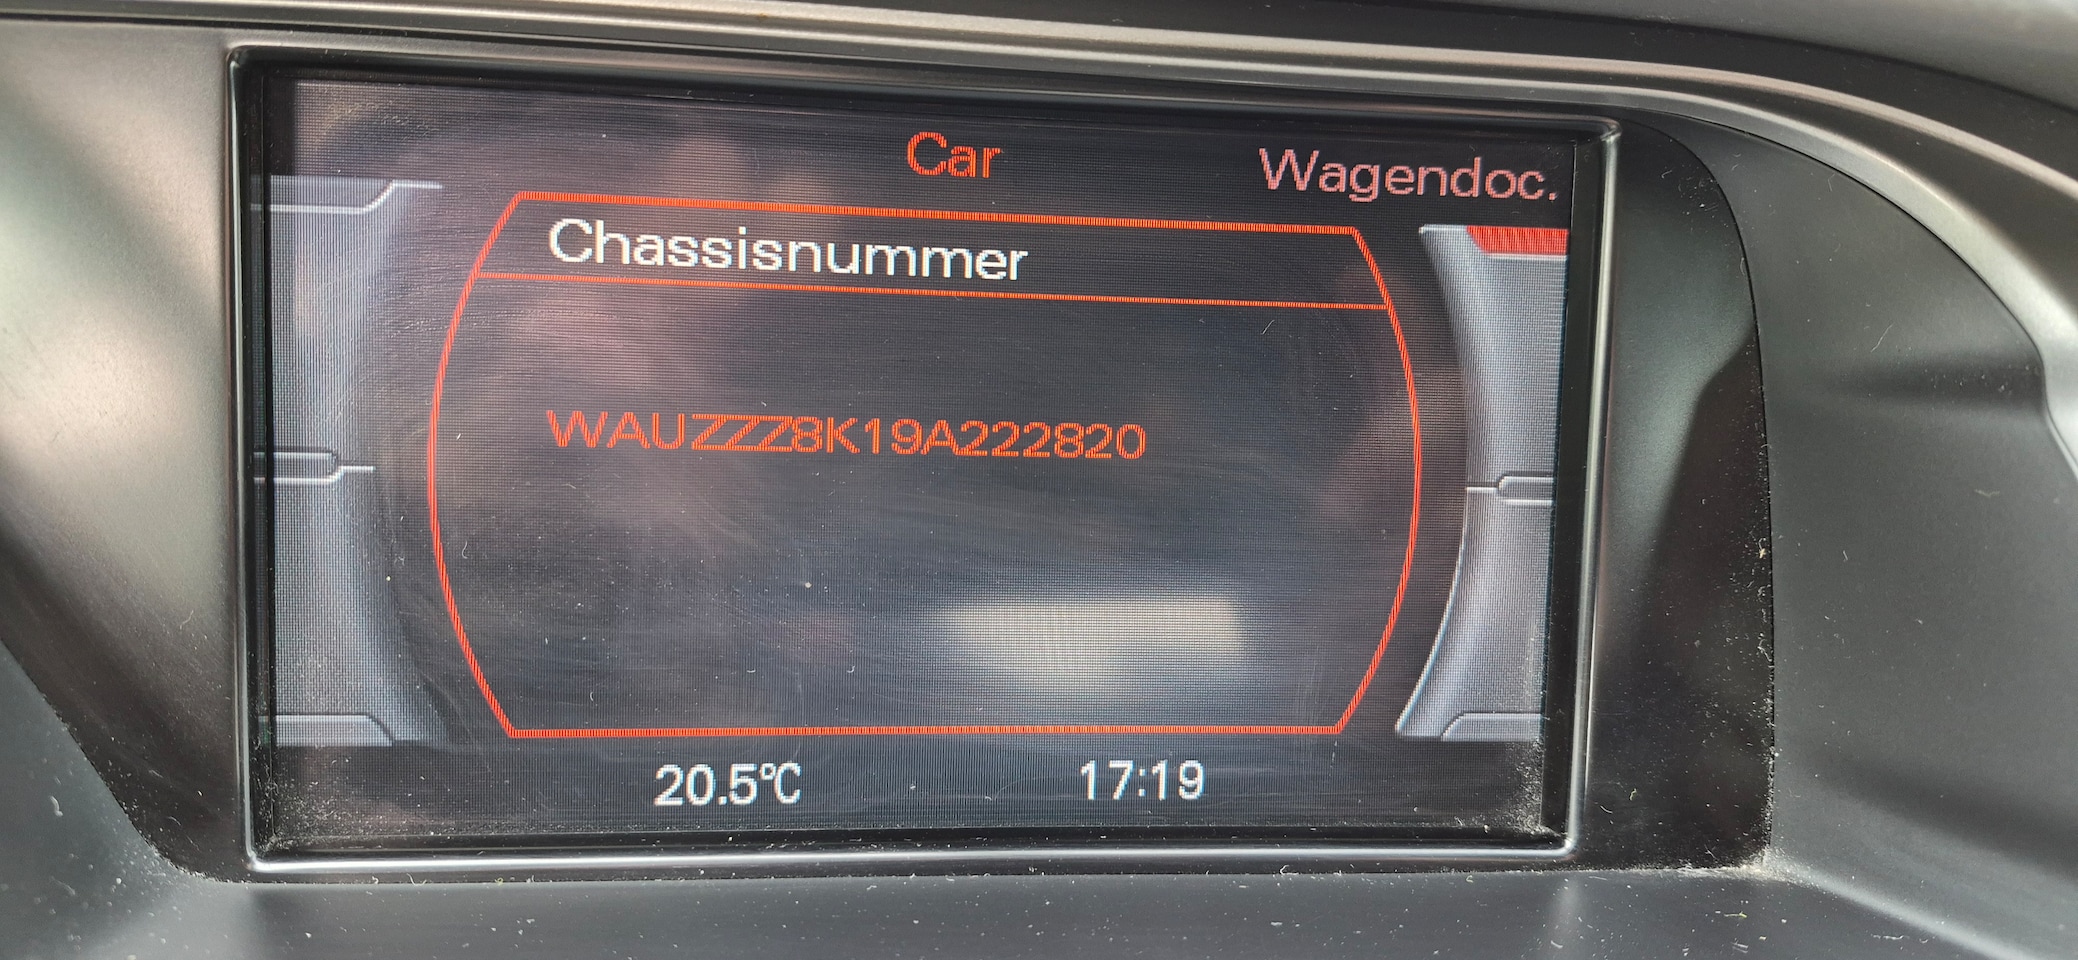 Car
Wagendoc.
Chassisnummer
WAUZZZ8K19A222820
20.5°C
17:19